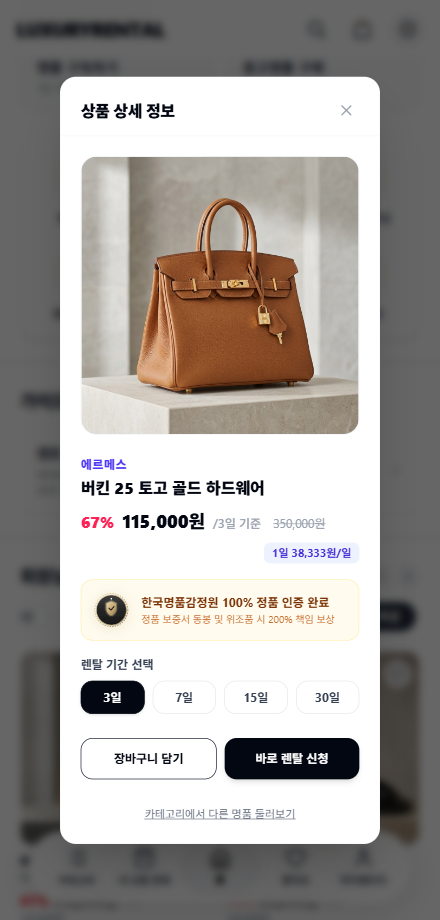 LUXURYRENTAL
상품 상세 정보
에르메스
버킨 25 토고 골드 하드웨어
67% 115,000원 /3일 기준 350,000원
1일 38,333원/일
한국명품감정원 100% 정품 인증 완료
정품 보증서 동봉 및 위조품 시 200% 책임 보상
렌탈 기간 선택
3일 7일 15일 30일
장바구니 담기 바로 렌탈 신청
카테고리에서 다른 명품 둘러보기